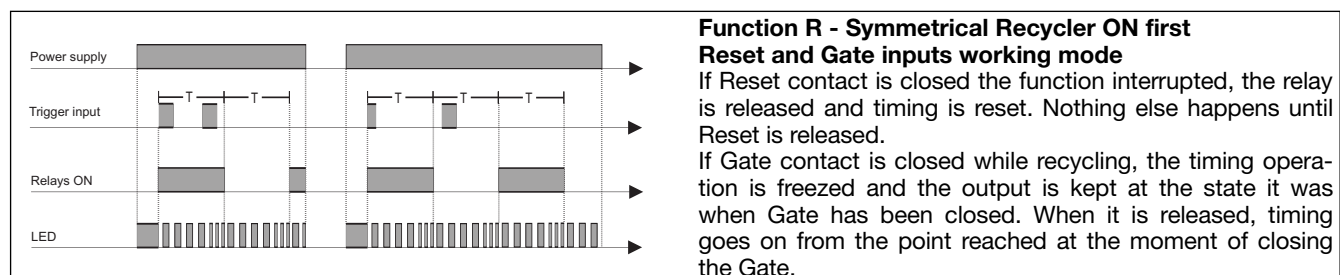 Power supply
T
T
T
T
T
Trigger input
Relays ON
LED
Function R - Symmetrical Recycler ON first
Reset and Gate inputs working mode
If Reset contact is closed the function interrupted, the relay
is released and timing is reset. Nothing else happens until
Reset is released.
If Gate contact is closed while recycling, the timing opera-
tion is freezed and the output is kept at the state it was
when Gate has been closed. When it is released, timing
goes on from the point reached at the moment of closing
the Gate.